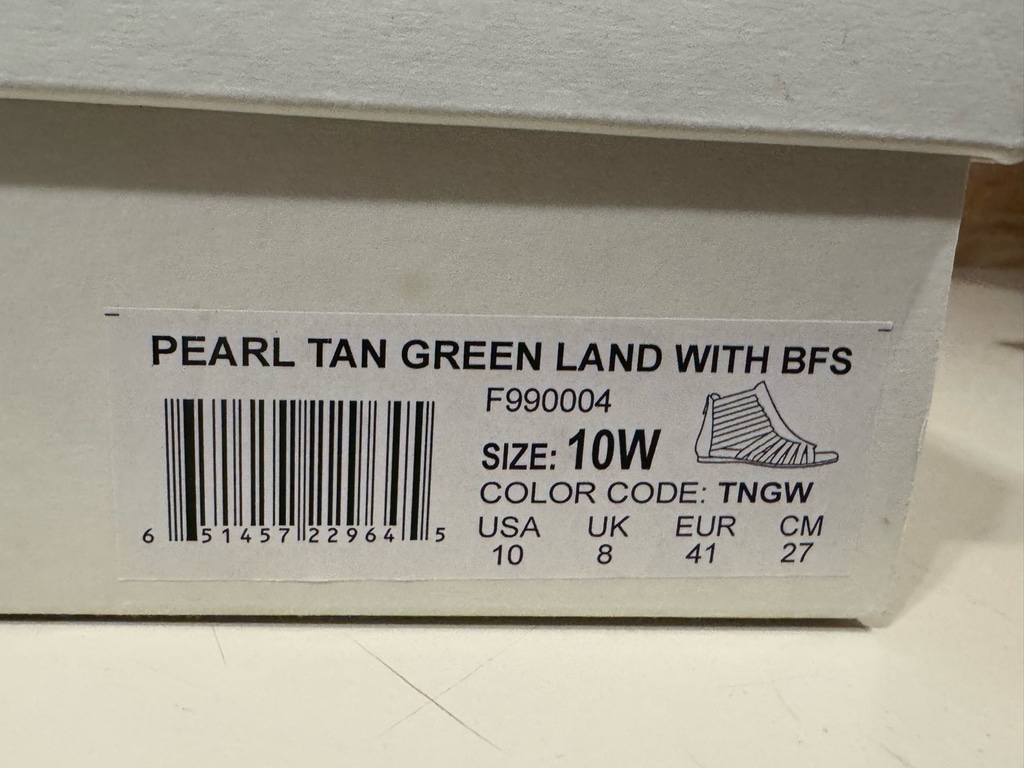 PEARL TAN GREEN LAND WITH BFS
F990004
SIZE: 10W
COLOR CODE: TNGW
USA UK EUR CM
10 8 41 27
6 51457 22964 5